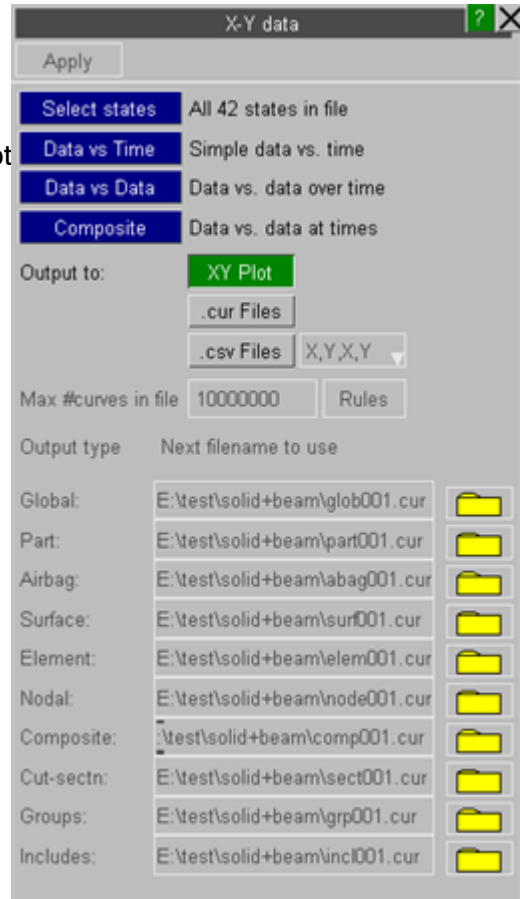 X-Y data ?
Apply
Select states All 42 states in file
Data vs Time Simple data vs. time
Data vs Data Data vs. data over time
Composite Data vs. data at times
Output to: XY Plot
.cur Files
.csv Files X,Y,X,Y
Max #curves in file 10000000 Rules
Output type Next filename to use
Global: E:\test\solid+beam\glob001.cur
Part: E:\test\solid+beam\part001.cur
Airbag: E:\test\solid+beam\abag001.cur
Surface: E:\test\solid+beam\surf001.cur
Element: E:\test\solid+beam\elem001.cur
Nodal: E:\test\solid+beam\node001.cur
Composite: :\test\solid+beam\comp001.cur
Cut-sectn: E:\test\solid+beam\sect001.cur
Groups: E:\test\solid+beam\grp001.cur
Includes: E:\test\solid+beam\incl001.cur